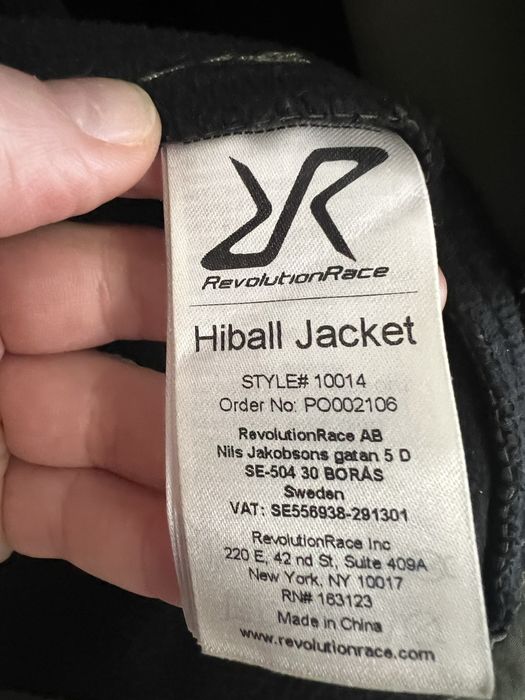 RevolutionRace
Hiball Jacket
STYLE# 10014
Order No: PO002106
RevolutionRace AB
Nils Jakobsons gatan 5 D
SE-504 30 BORÅS
Sweden
VAT: SE556938-291301
RevolutionRace Inc
220 E, 42 nd St, Suite 409A
New York, NY 10017
RN# 163123
Made in China
www.revolutionrace.com